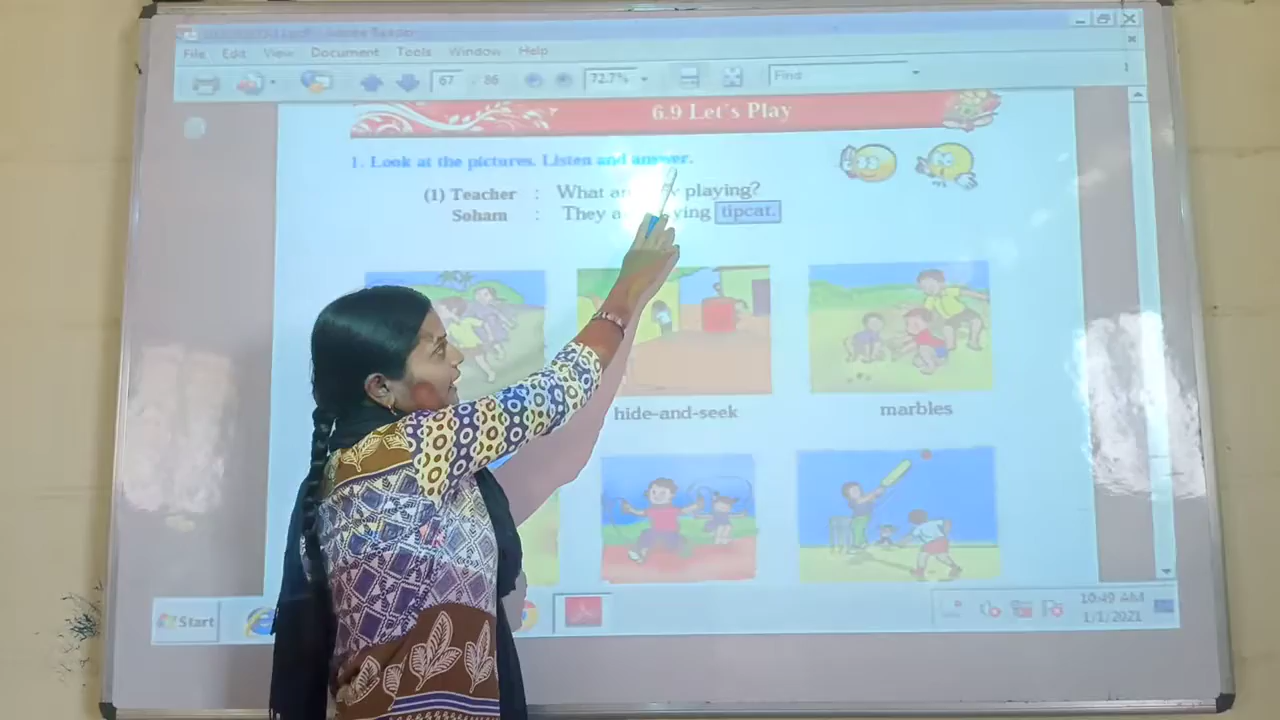 File Edit View Document Tools Window Help
67 / 86 72.7% Find
6.9 Let's Play
1. Look at the pictures. Listen and answer.
(1) Teacher : What playing?
Soham : They tipcat.
hide-and-seek marbles
Start
10:49 AM
1/1/2021